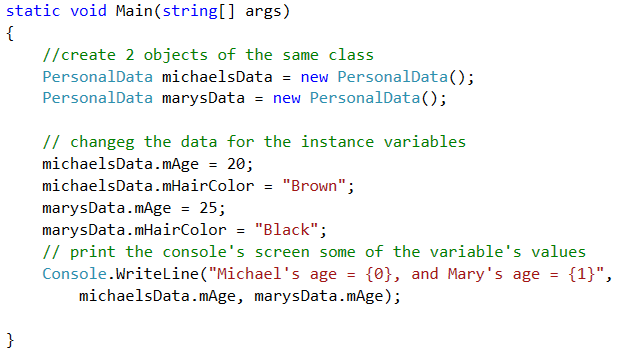 static void Main(string[] args)
{
    //create 2 objects of the same class
    PersonalData michaelsData = new PersonalData();
    PersonalData marysData = new PersonalData();

    // changeg the data for the instance variables
    michaelsData.mAge = 20;
    michaelsData.mHairColor = "Brown";
    marysData.mAge = 25;
    marysData.mHairColor = "Black";
    // print the console's screen some of the variable's values
    Console.WriteLine("Michael's age = {0}, and Mary's age = {1}",
        michaelsData.mAge, marysData.mAge);

}